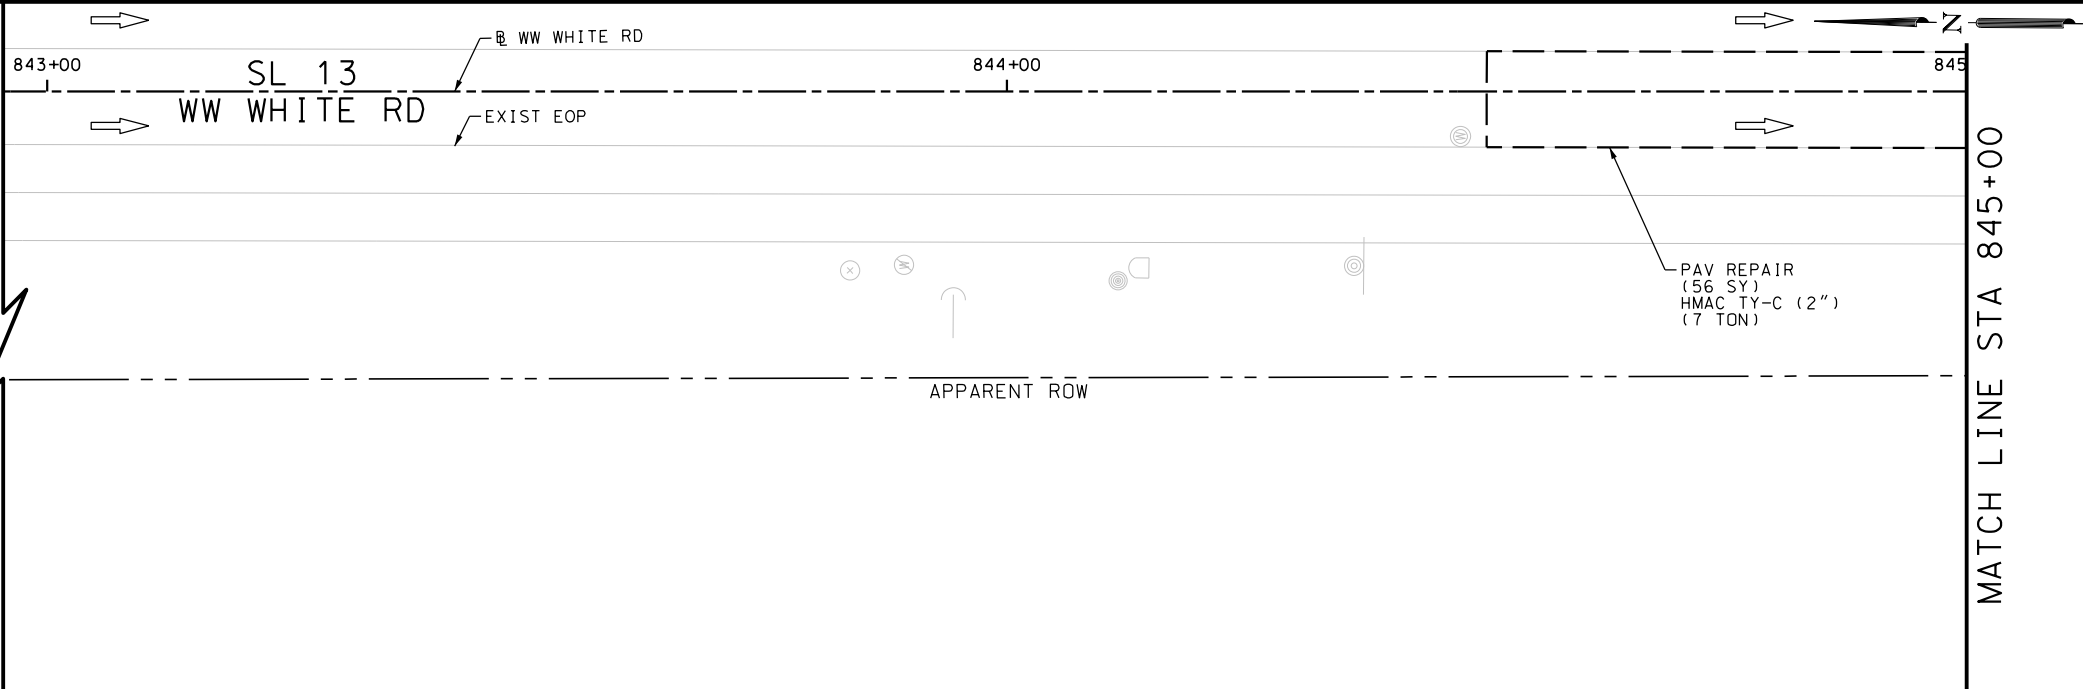 N
℄ WW WHITE RD
843+00
844+00
845
SL 13
WW WHITE RD
EXIST EOP
W
W
PAV REPAIR
(56 SY)
HMAC TY-C (2")
(7 TON)
APPARENT ROW
MATCH LINE STA 845+00